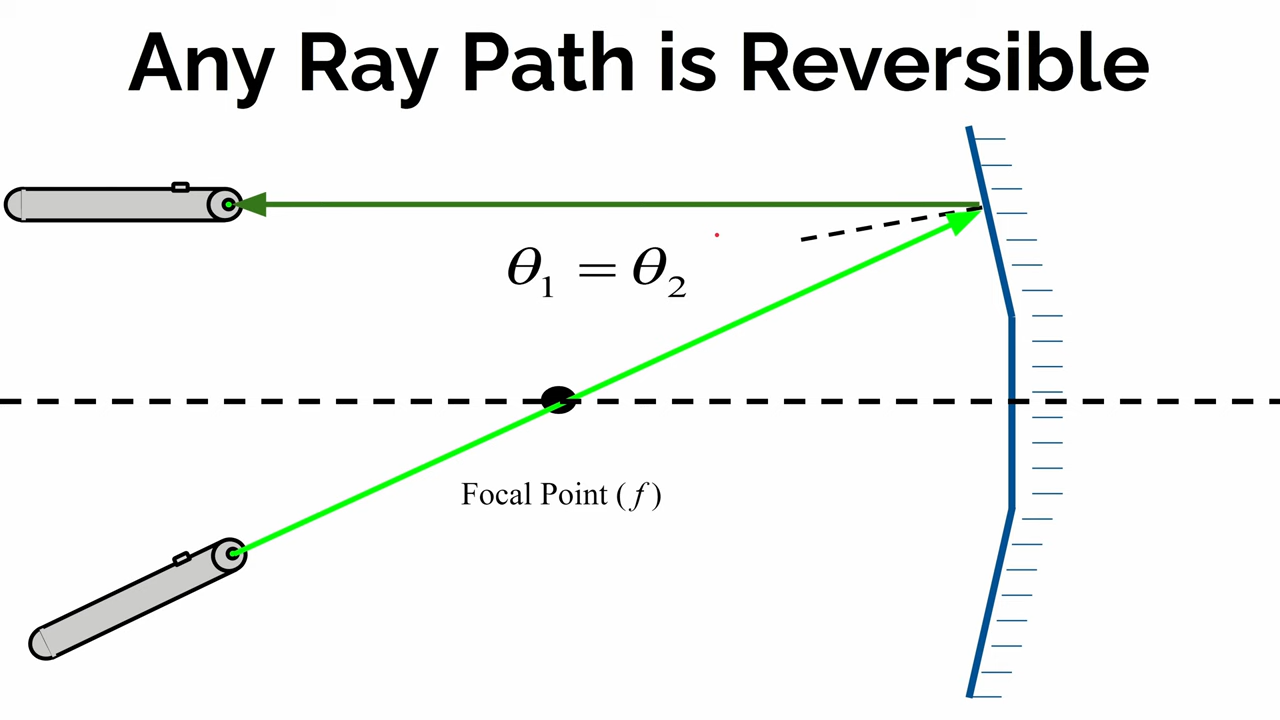 Any Ray Path is Reversible
θ₁ = θ₂
Focal Point (f)